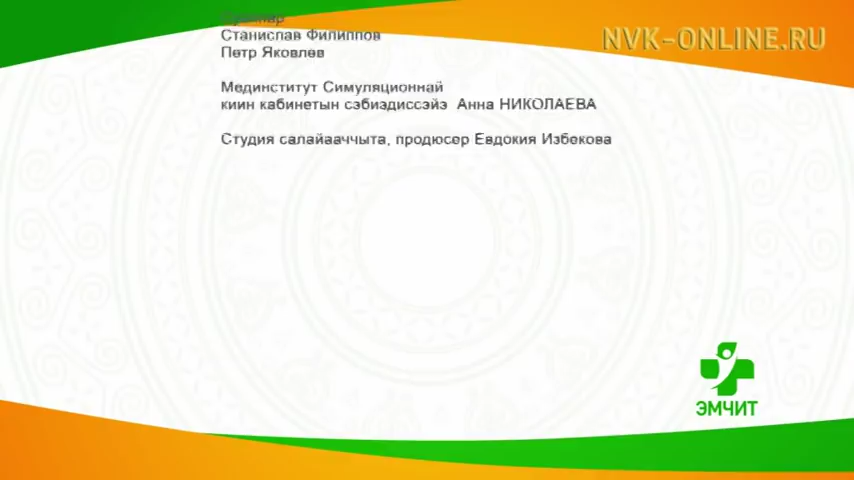 NVK-ONLINE.RU
Станислав Филиппов
Петр Яковлев
Мединститут Симуляционнай
киин кабинетын сэбиэдиссэйэ Анна НИКОЛАЕВА
Студия салайааччыта, продюсер Евдокия Избекова
ЭМЧИТ